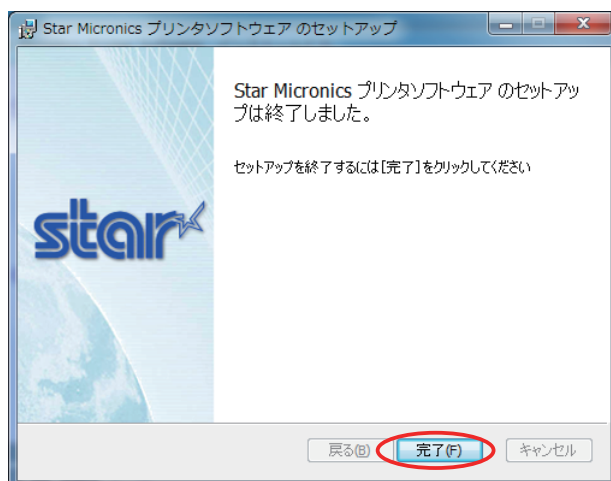 Star Micronics プリンタソフトウェア のセットアップ
Star Micronics プリンタソフトウェア のセットアッ
プは終了しました。
セットアップを終了するには[完了]をクリックしてください
star
戻る(B) 完了(F) キャンセル